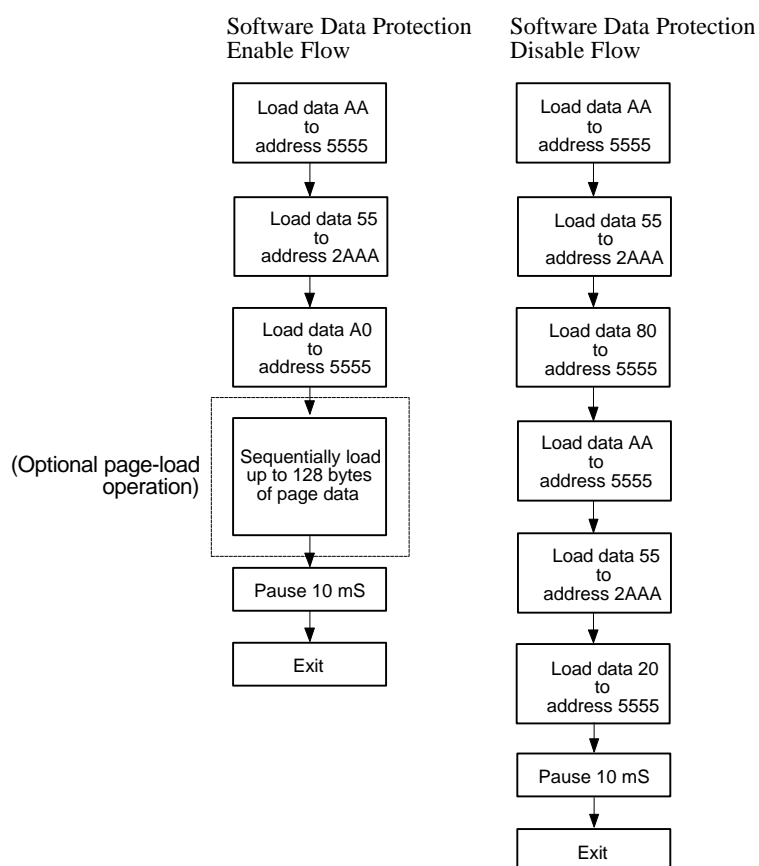 Software Data Protection
Enable Flow
Load data AA
to
address 5555
Load data 55
to
address 2AAA
Load data A0
to
address 5555
(Optional page-load
operation)
Sequentially load
up to 128 bytes
of page data
Pause 10 mS
Exit
Software Data Protection
Disable Flow
Load data AA
to
address 5555
Load data 55
to
address 2AAA
Load data 80
to
address 5555
Load data AA
to
address 5555
Load data 55
to
address 2AAA
Load data 20
to
address 5555
Pause 10 mS
Exit